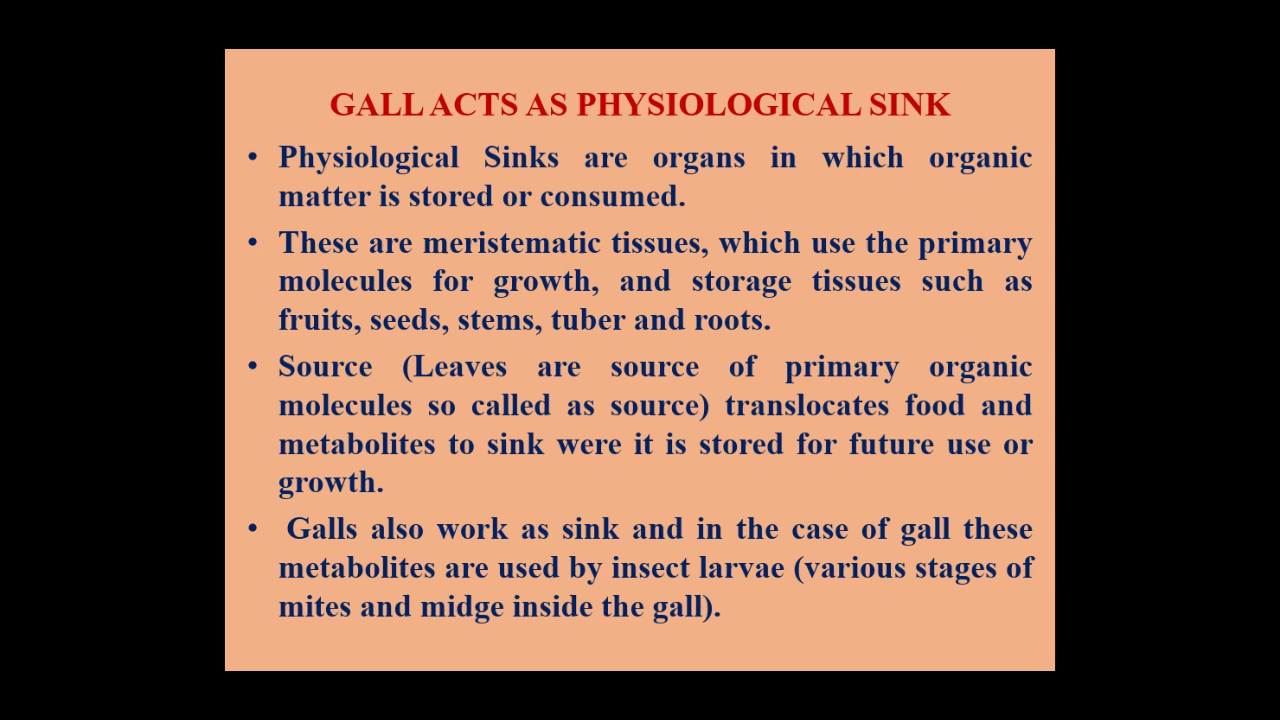 GALL ACTS AS PHYSIOLOGICAL SINK
• Physiological Sinks are organs in which organic
matter is stored or consumed.
• These are meristematic tissues, which use the primary
molecules for growth, and storage tissues such as
fruits, seeds, stems, tuber and roots.
• Source (Leaves are source of primary organic
molecules so called as source) translocates food and
metabolites to sink were it is stored for future use or
growth.
• Galls also work as sink and in the case of gall these
metabolites are used by insect larvae (various stages of
mites and midge inside the gall).